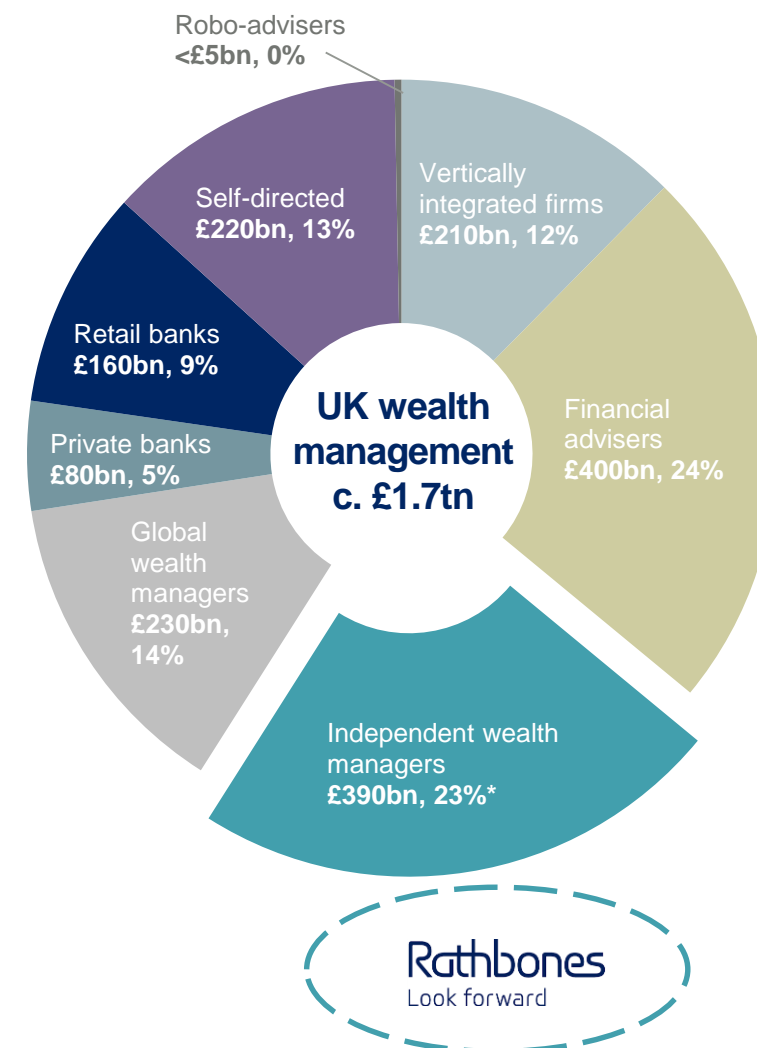 Robo-advisers
<£5bn, 0%
Vertically
integrated firms
£210bn, 12%
Self-directed
£220bn, 13%
Retail banks
£160bn, 9%
UK wealth
management
c. £1.7tn
Financial
advisers
£400bn, 24%
Private banks
£80bn, 5%
Global
wealth
managers
£230bn,
14%
Independent wealth
managers
£390bn, 23%*
Rathbones
Look forward